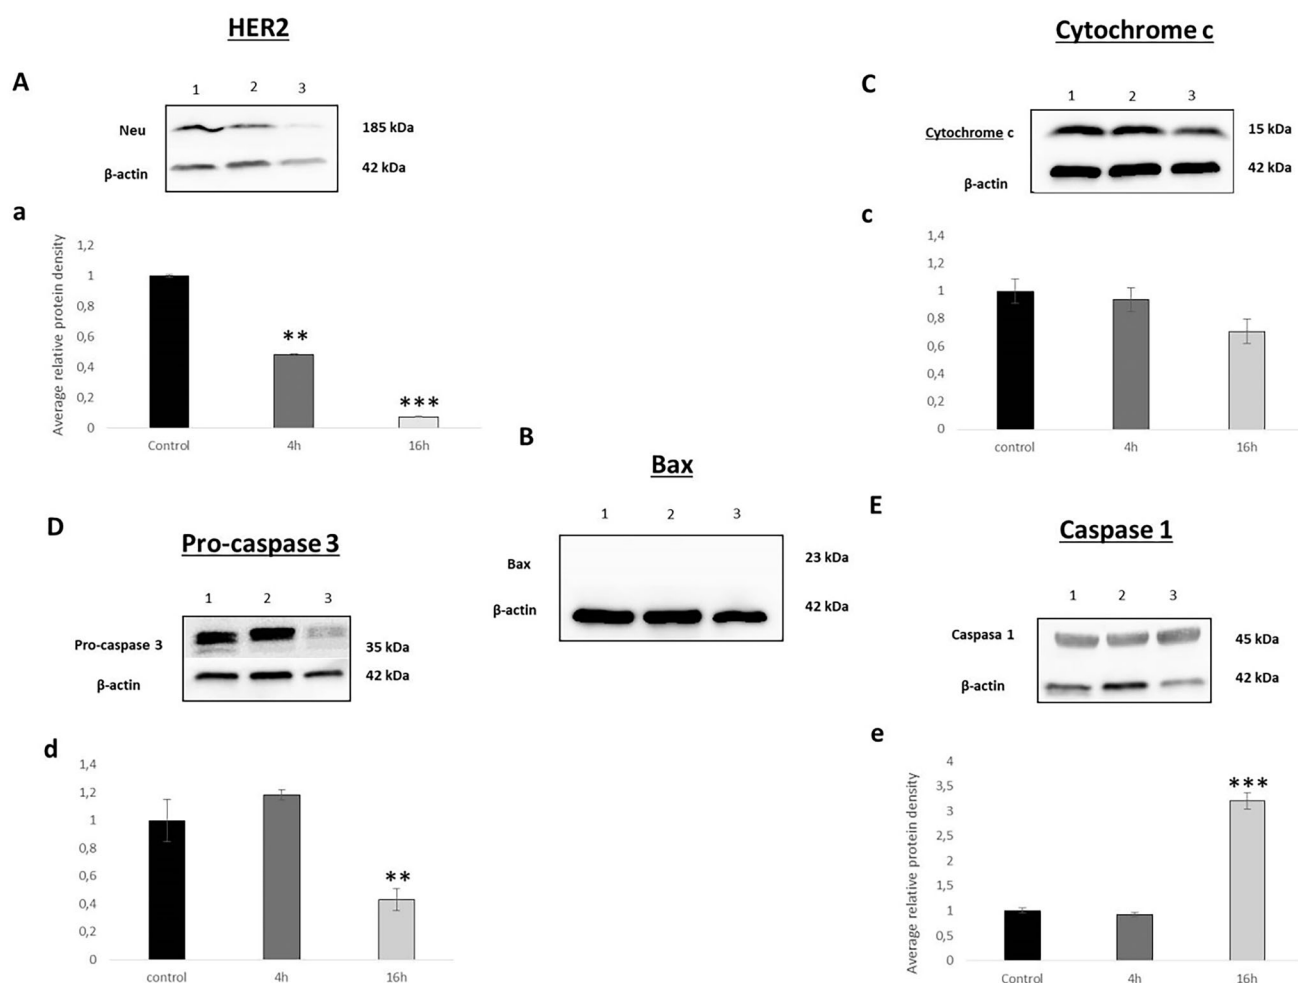 HER2
A
1 2 3
Neu 185 kDa
β-actin 42 kDa
a
Average relative protein density
1,2
1
0,8
0,6
0,4
0,2
0
**
***
Control 4h 16h
Cytochrome c
C
1 2 3
Cytochrome c 15 kDa
β-actin 42 kDa
c
1,4
1,2
1
0,8
0,6
0,4
0,2
0
control 4h 16h
B
Bax
1 2 3
Bax 23 kDa
β-actin 42 kDa
D
Pro-caspase 3
1 2 3
Pro-caspase 3 35 kDa
β-actin 42 kDa
d
1,4
1,2
1
0,8
0,6
0,4
0,2
0
**
control 4h 16h
E
Caspase 1
1 2 3
Caspasa 1 45 kDa
β-actin 42 kDa
e
Average relative protein density
4
3,5
3
2,5
2
1,5
1
0,5
0
***
Control 4h 16h